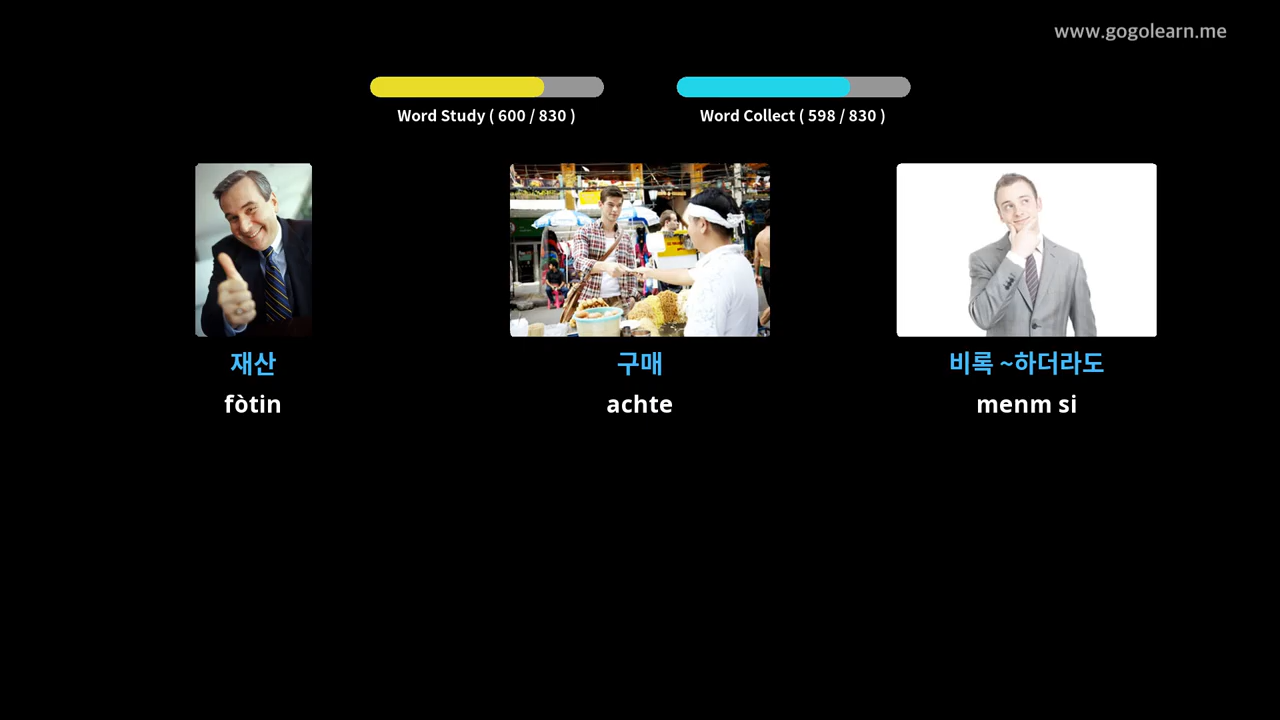 www.gogolearn.me
Word Study ( 600 / 830 )
Word Collect ( 598 / 830 )
재산
구매
비록 ~하더라도
fòtin
achte
menm si